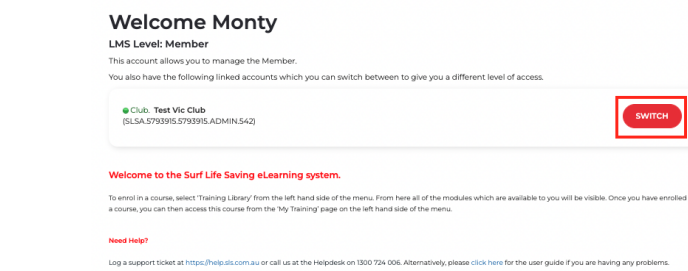 Welcome Monty
LMS Level: Member
This account allows you to manage the Member.
You also have the following linked accounts which you can switch between to give you a different level of access.
Club. Test Vic Club
(SLSA.5793915.5793915.ADMIN.542)
SWITCH
Welcome to the Surf Life Saving eLearning system.
To enrol in a course, select 'Training Library' from the left hand side of the menu. From here all of the modules which are available to you will be visible. Once you have enrolled
a course, you can then access this course from the 'My Training' page on the left hand side of the menu.
Need Help?
Log a support ticket at https://help.sls.com.au or call us at the Helpdesk on 1300 724 006. Alternatively, please click here for the user guide if you are having any problems.